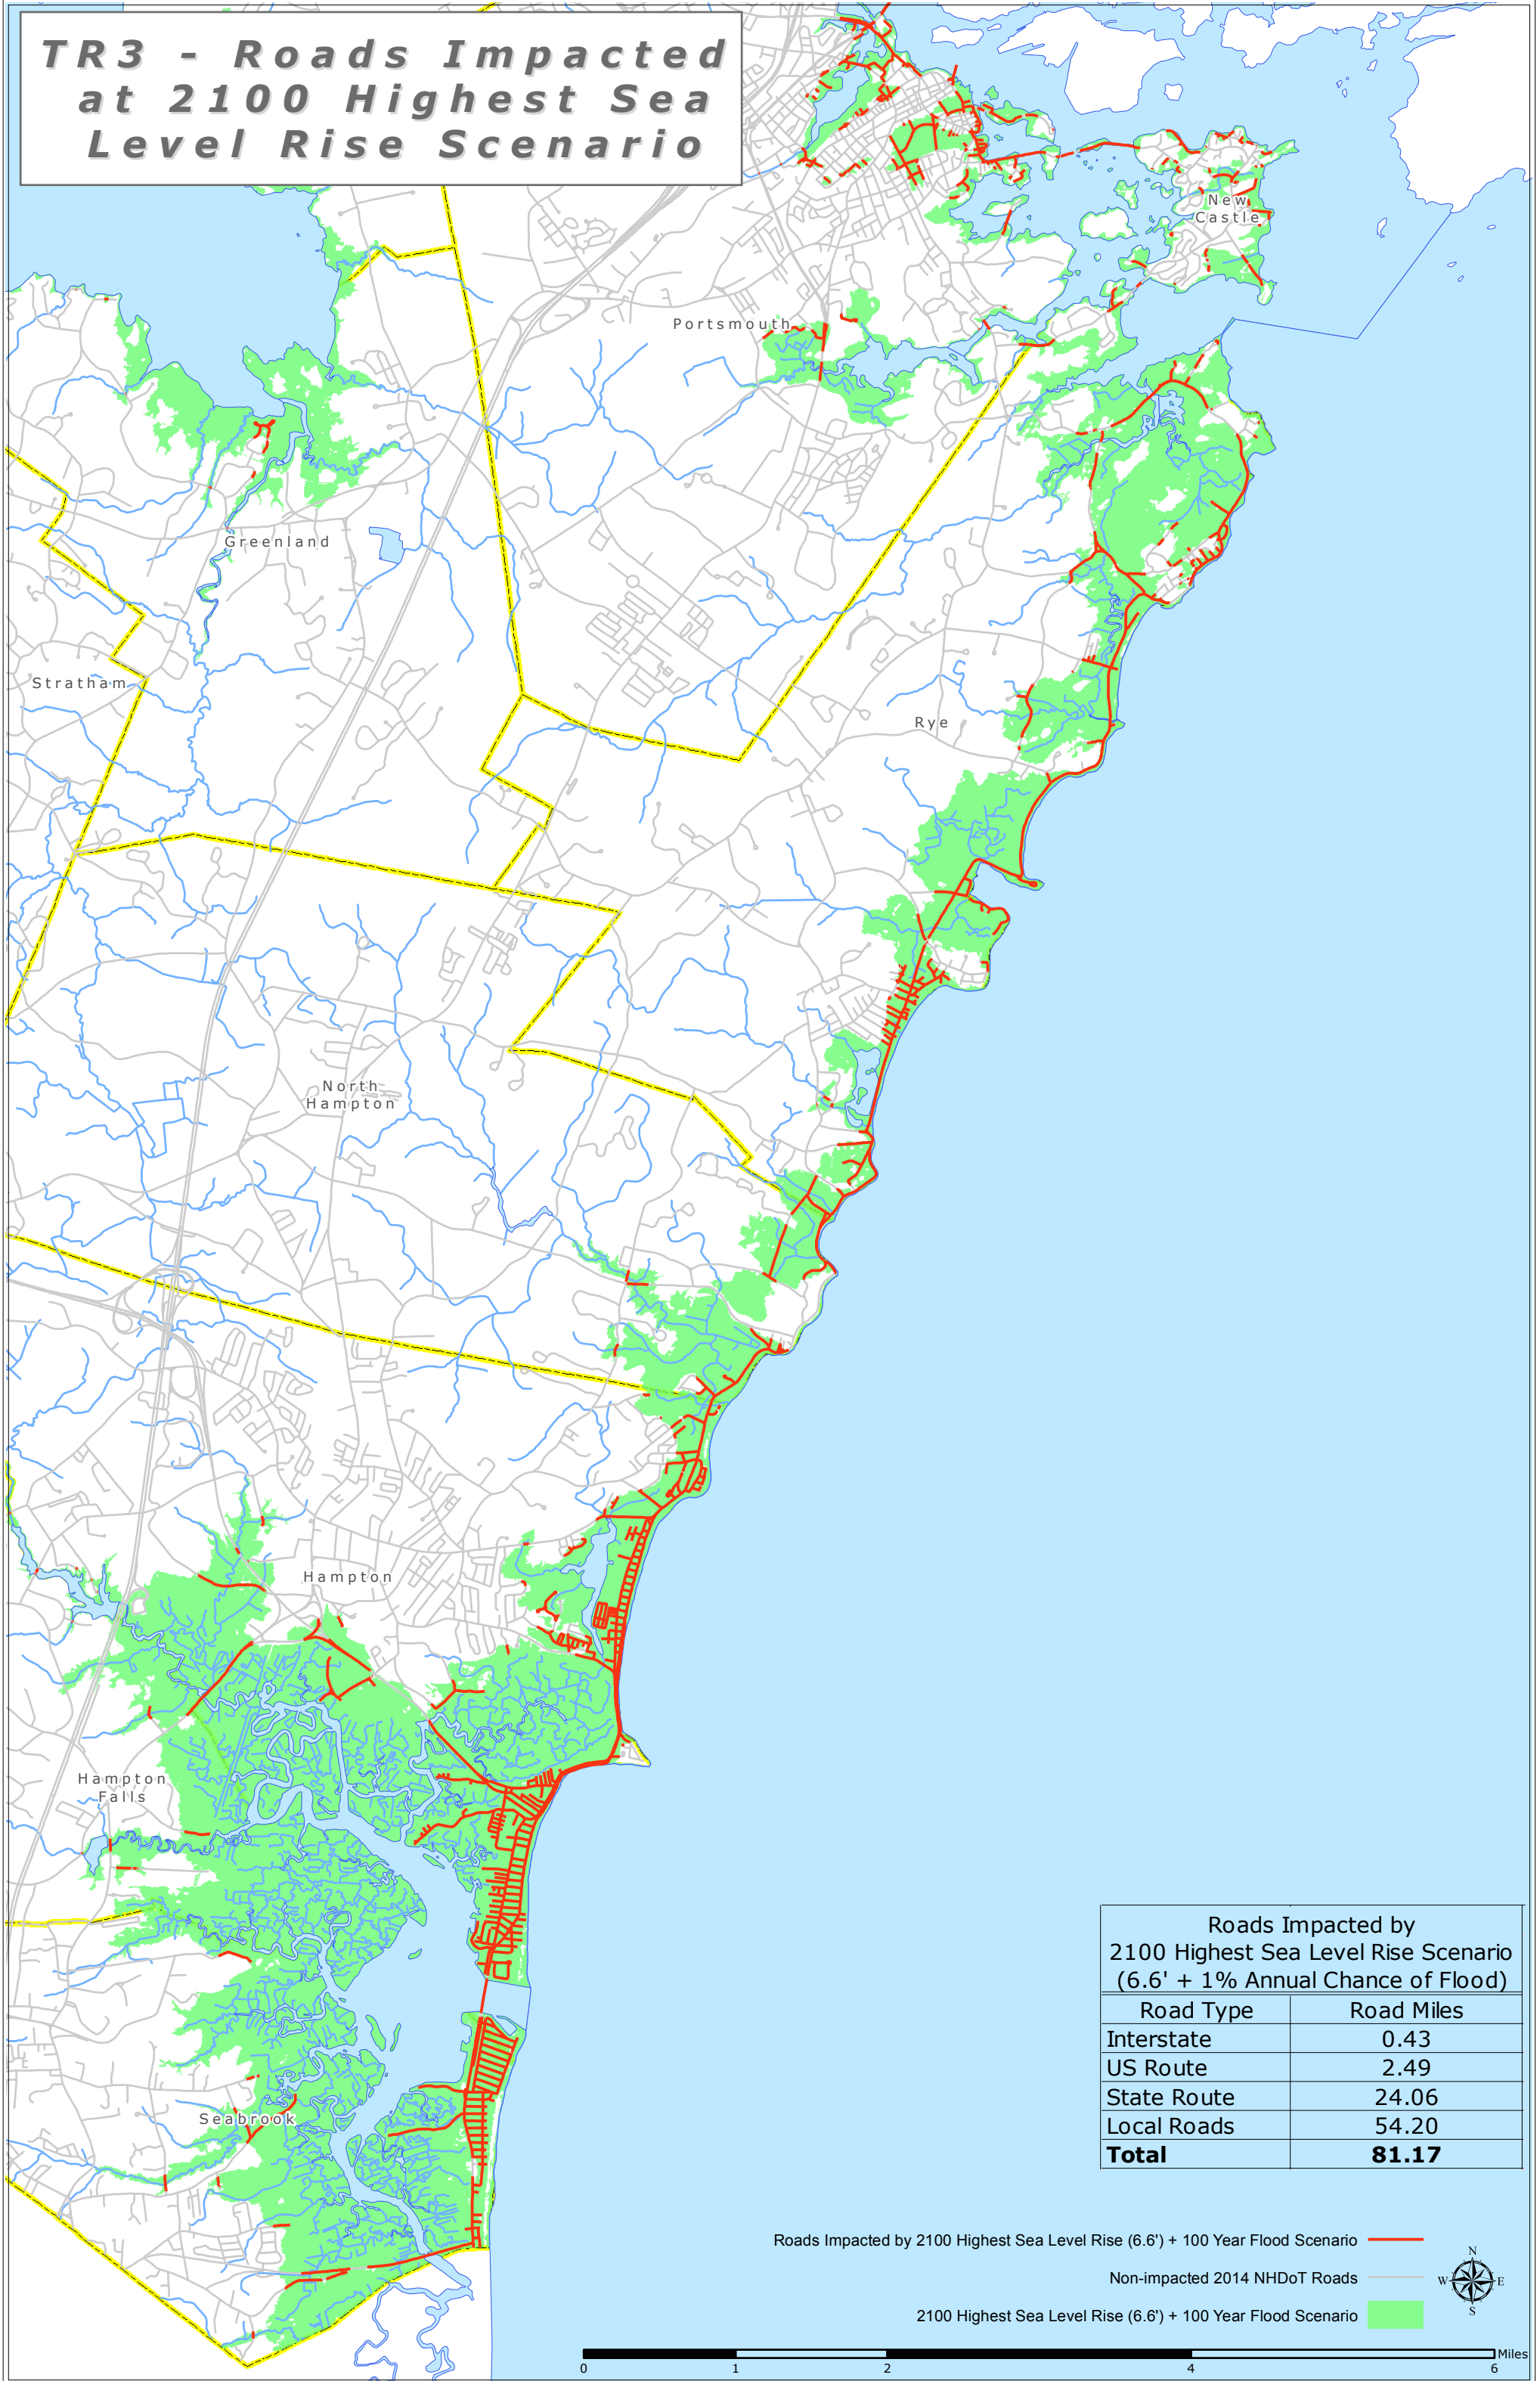 TR3 - Roads Impacted
at 2100 Highest Sea
Level Rise Scenario
New
Castle
Portsmouth
Greenland
Stratham
Rye
North
Hampton
Hampton
Hampton
Falls
Seabrook
Roads Impacted by
2100 Highest Sea Level Rise Scenario
(6.6' + 1% Annual Chance of Flood)
Road Type Road Miles
Interstate 0.43
US Route 2.49
State Route 24.06
Local Roads 54.20
Total 81.17
Roads Impacted by 2100 Highest Sea Level Rise (6.6') + 100 Year Flood Scenario
Non-impacted 2014 NHDoT Roads
2100 Highest Sea Level Rise (6.6') + 100 Year Flood Scenario
N
W E
S
Miles
0 1 2 4 6